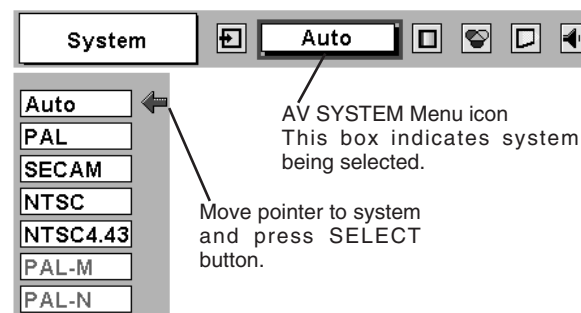 System
Auto
Auto
PAL
SECAM
NTSC
NTSC4.43
PAL-M
PAL-N
AV SYSTEM Menu icon
This box indicates system
being selected.
Move pointer to system
and press SELECT
button.